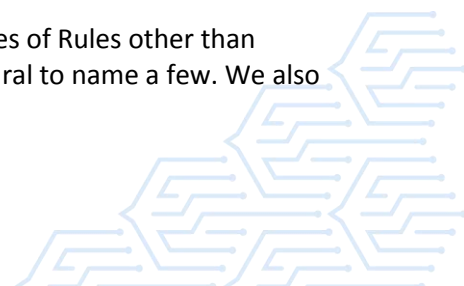 es of Rules other than
ral to name a few. We also